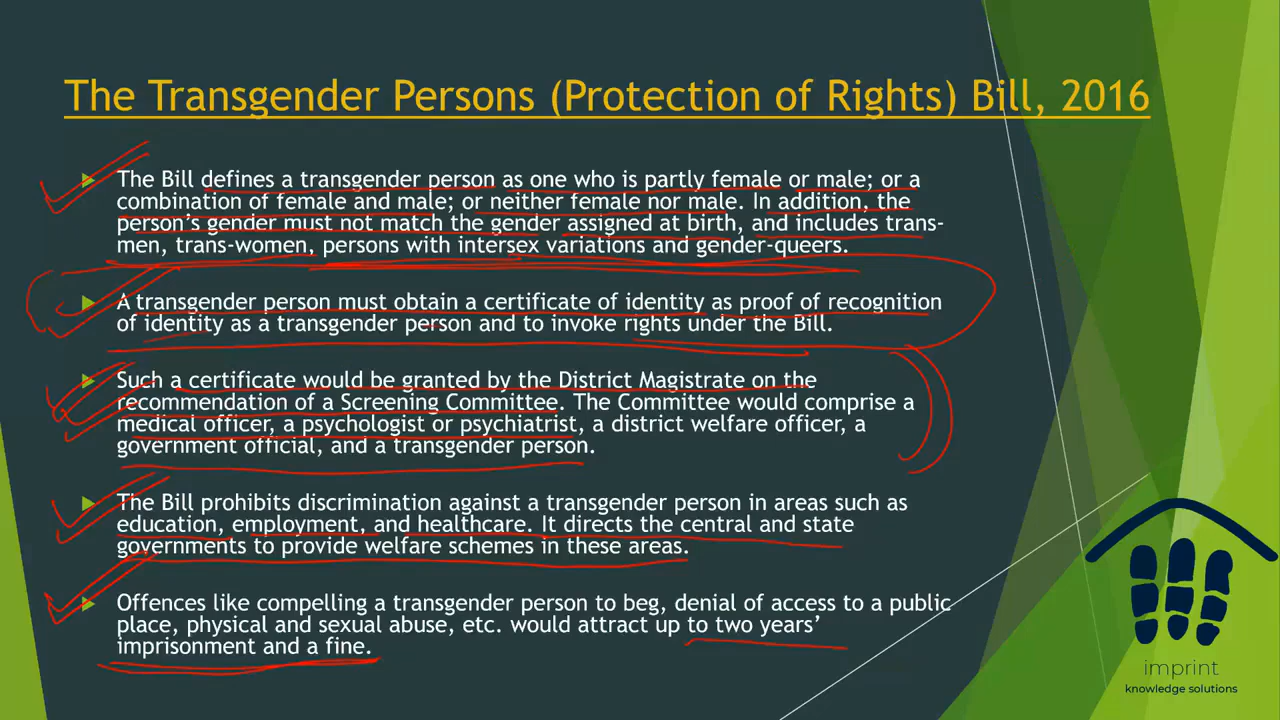 The Transgender Persons (Protection of Rights) Bill, 2016
The Bill defines a transgender person as one who is partly female or male; or a
combination of female and male; or neither female nor male. In addition, the
person's gender must not match the gender assigned at birth, and includes trans-
men, trans-women, persons with intersex variations and gender-queers.
A transgender person must obtain a certificate of identity as proof of recognition
of identity as a transgender person and to invoke rights under the Bill.
Such a certificate would be granted by the District Magistrate on the
recommendation of a Screening Committee. The Committee would comprise a
medical officer, a psychologist or psychiatrist, a district welfare officer, a
government official, and a transgender person.
The Bill prohibits discrimination against a transgender person in areas such as
education, employment, and healthcare. It directs the central and state
governments to provide welfare schemes in these areas.
Offences like compelling a transgender person to beg, denial of access to a public
place, physical and sexual abuse, etc. would attract up to two years'
imprisonment and a fine.
imprint
knowledge solutions